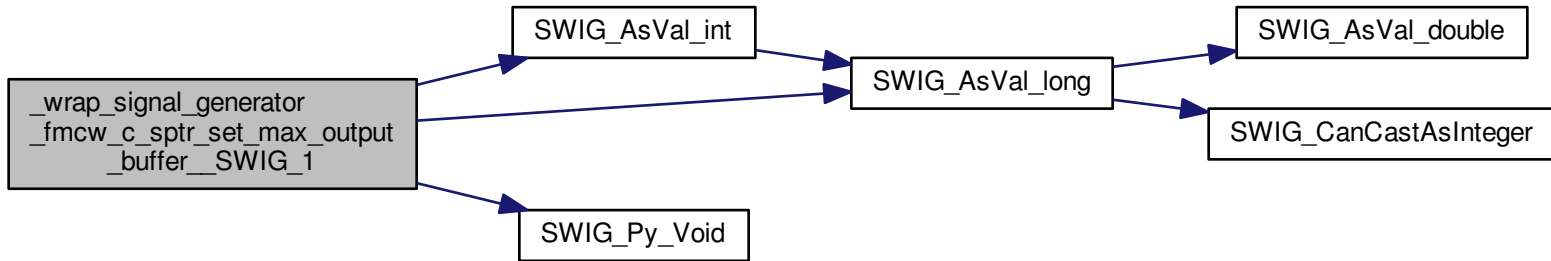 _wrap_signal_generator
_fmcw_c_sptr_set_max_output
_buffer__SWIG_1
SWIG_AsVal_int
SWIG_Py_Void
SWIG_AsVal_long
SWIG_AsVal_double
SWIG_CanCastAsInteger